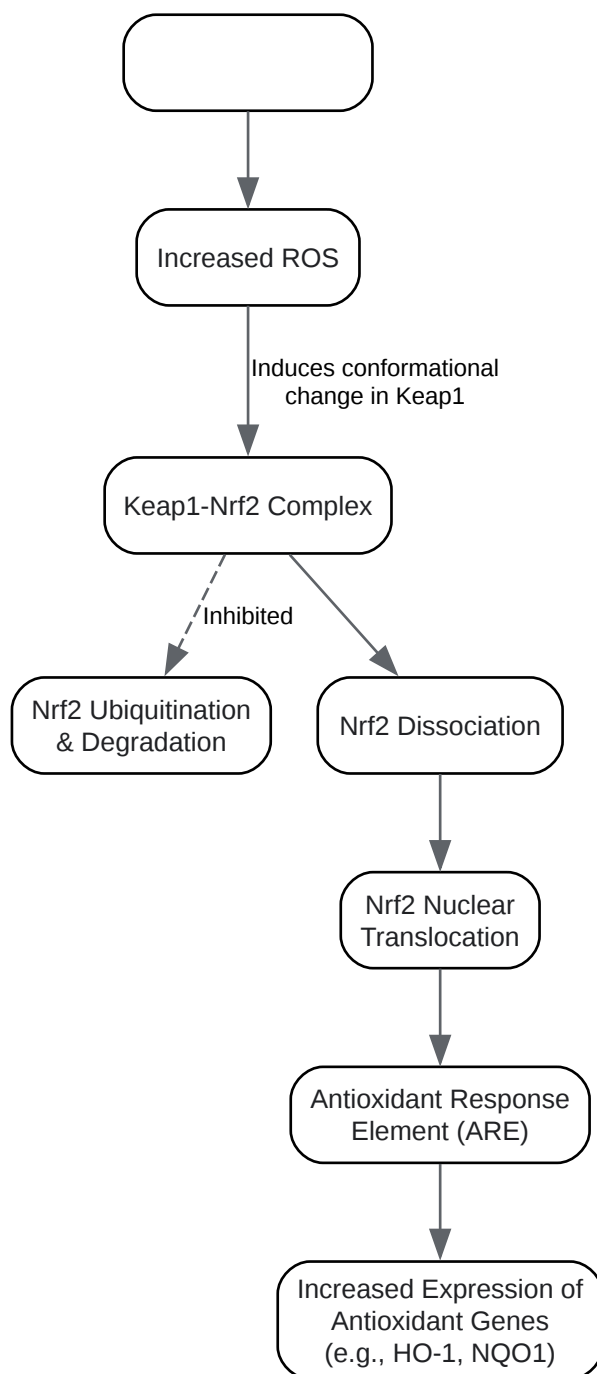 Increased ROS
Induces conformational
change in Keap1
Keap1-Nrf2 Complex
Inhibited
Nrf2 Ubiquitination
& Degradation
Nrf2 Dissociation
Nrf2 Nuclear
Translocation
Antioxidant Response
Element (ARE)
Increased Expression of
Antioxidant Genes
(e.g., HO-1, NQO1)